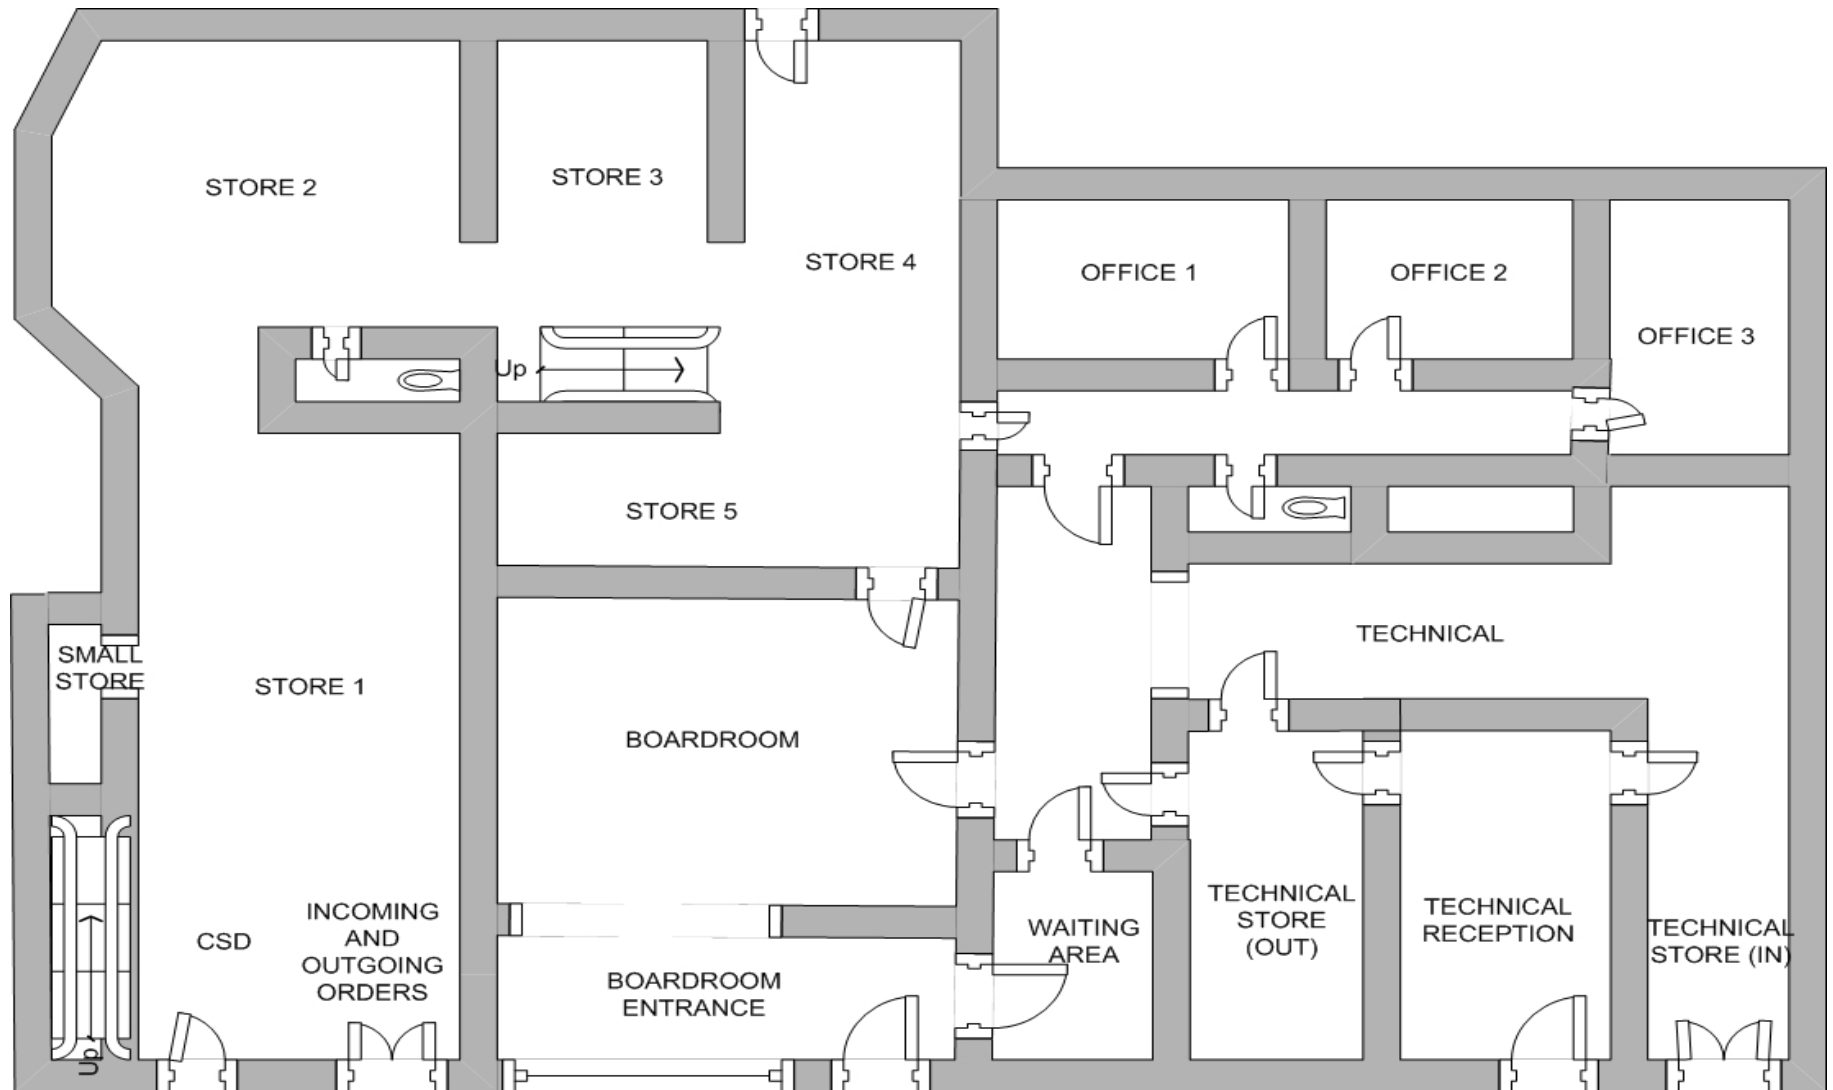 STORE 2
STORE 3
STORE 4
OFFICE 1
OFFICE 2
OFFICE 3
Up
STORE 5
SMALL
STORE
STORE 1
BOARDROOM
TECHNICAL
CSD
INCOMING
AND
OUTGOING
ORDERS
BOARDROOM
ENTRANCE
WAITING
AREA
TECHNICAL
STORE
(OUT)
TECHNICAL
RECEPTION
TECHNICAL
STORE (IN)
Up